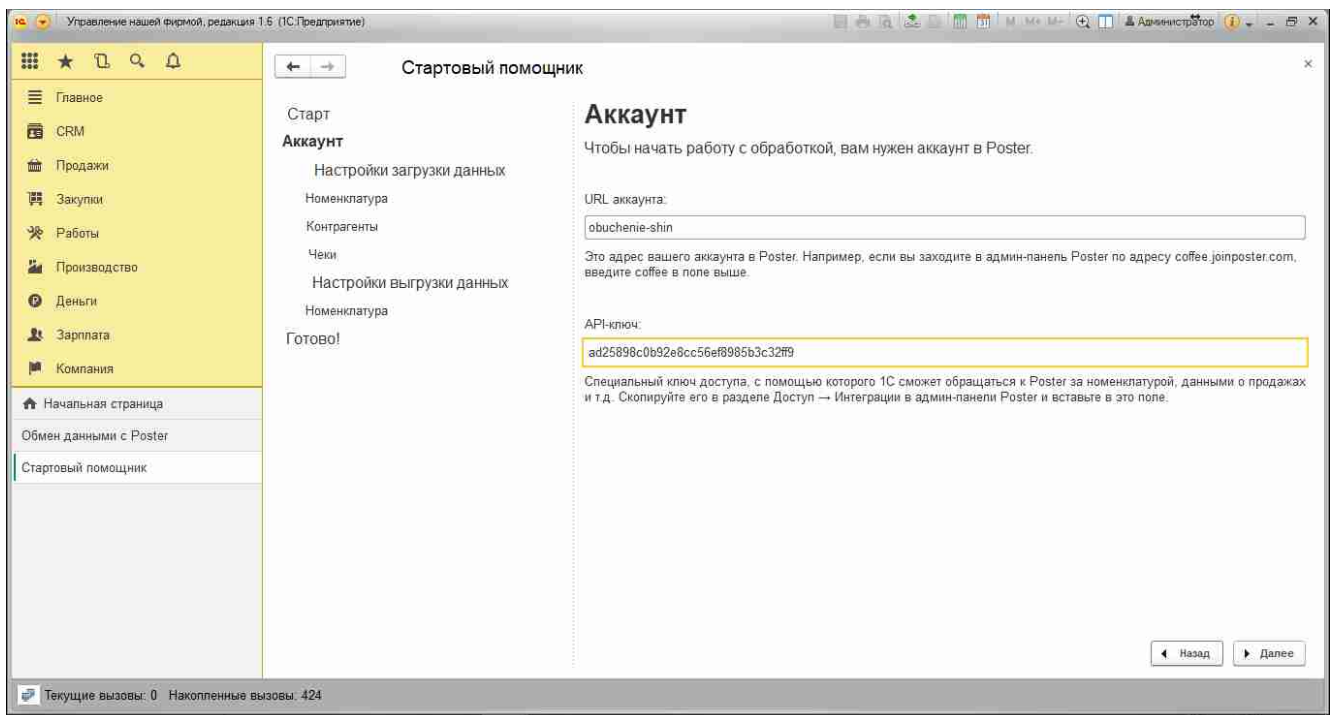 Управление нашей фирмой, редакция 1.6 (1С:Предприятие)
M M+ M-
Администратор
Главное
CRM
Продажи
Закупки
Работы
Производство
Деньги
Зарплата
Компания
Начальная страница
Обмен данными с Poster
Стартовый помощник
Стартовый помощник
Старт
Аккаунт
Настройки загрузки данных
Номенклатура
Контрагенты
Чеки
Настройки выгрузки данных
Номенклатура
Готово!
Аккаунт
Чтобы начать работу с обработкой, вам нужен аккаунт в Poster.
URL аккаунта:
obuchenie-shin
Это адрес вашего аккаунта в Poster. Например, если вы заходите в админ-панель Poster по адресу coffee.joinposter.com,
введите coffee в поле выше.
API-ключ:
ad25898c0b92e8cc56ef8985b3c32ff9
Специальный ключ доступа, с помощью которого 1С сможет обращаться к Poster за номенклатурой, данными о продажах
и т.д. Скопируйте его в разделе Доступ → Интеграции в админ-панели Poster и вставьте в это поле.
Назад
Далее
Текущие вызовы: 0 Накопленные вызовы: 424